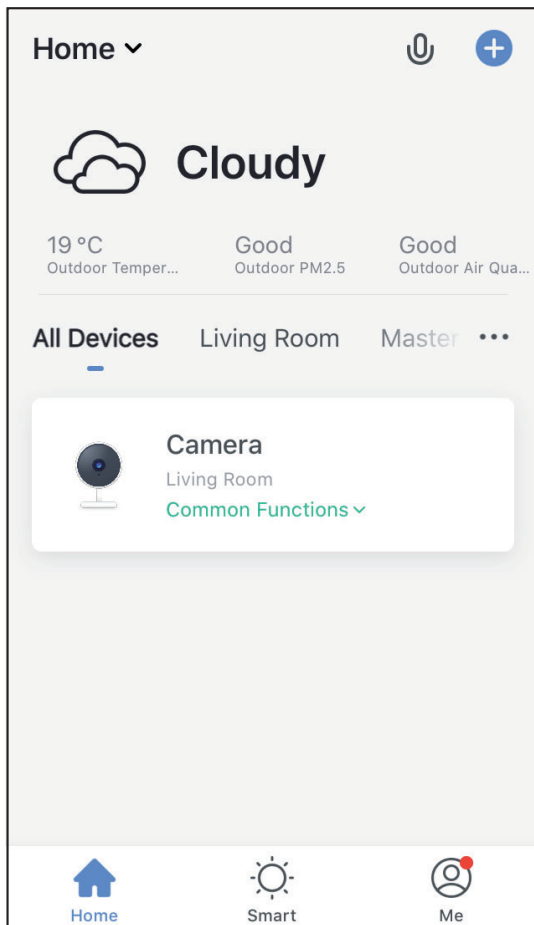 Home
Cloudy
19 °C Good Good
Outdoor Temper... Outdoor PM2.5 Outdoor Air Qua...
All Devices Living Room Master
Camera
Living Room
Common Functions
Home Smart Me